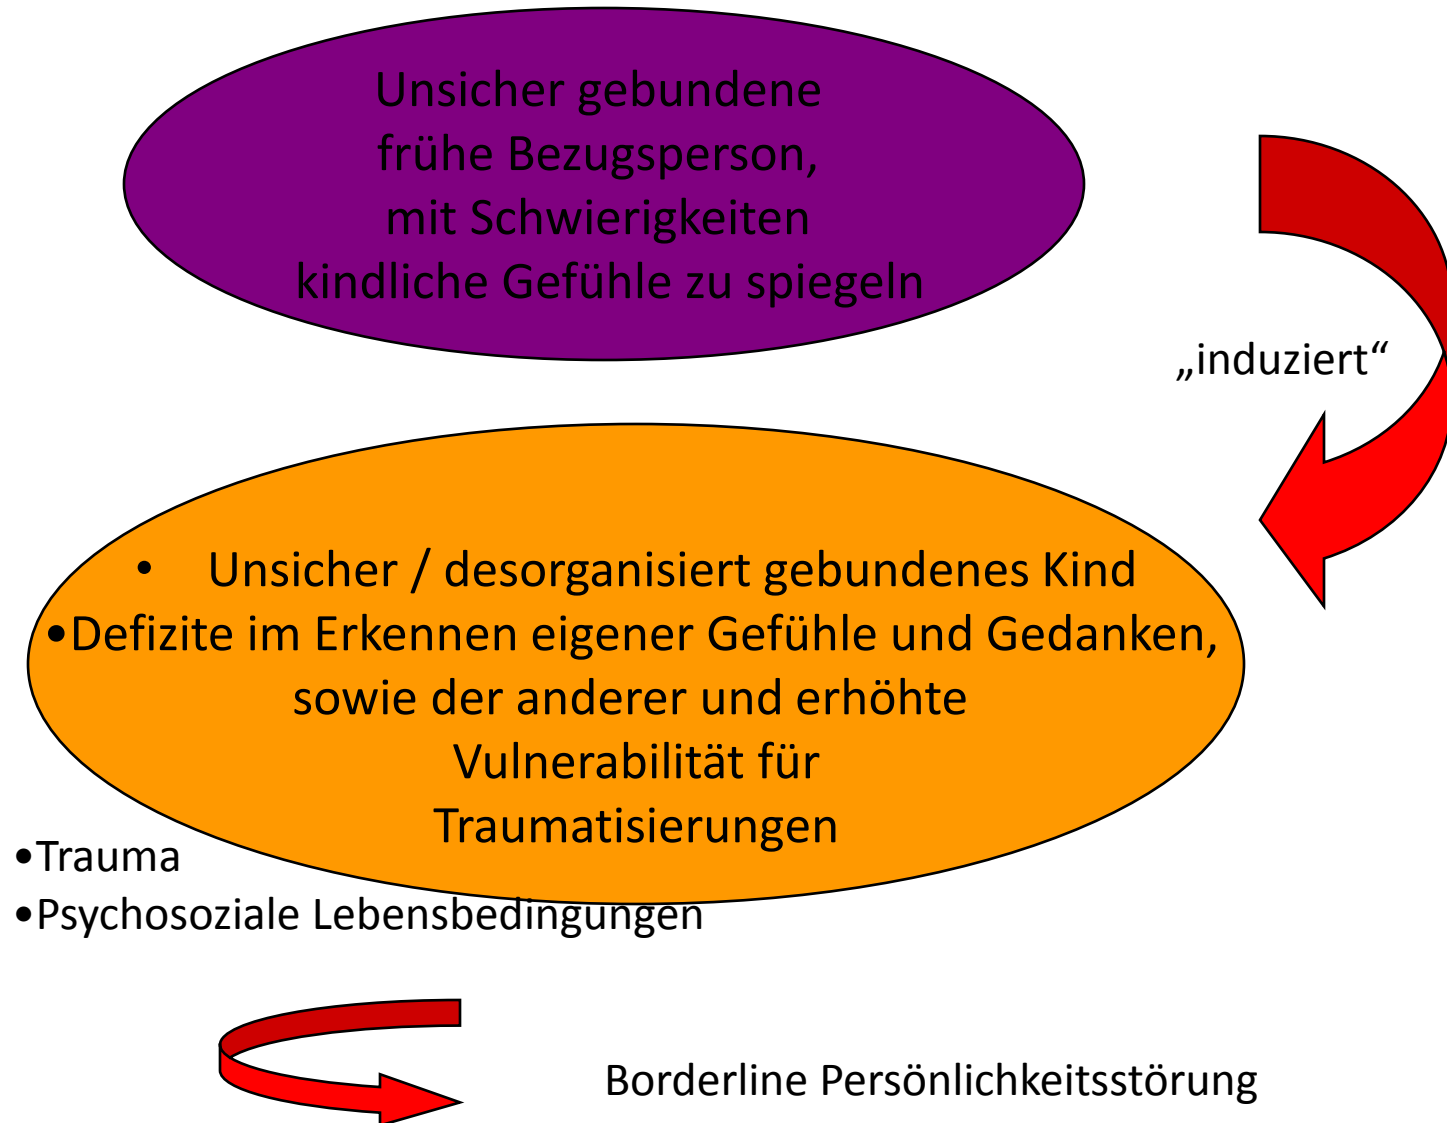 Unsicher gebundene
frühe Bezugsperson,
mit Schwierigkeiten
kindliche Gefühle zu spiegeln
„induziert“
• Unsicher / desorganisiert gebundenes Kind
•Defizite im Erkennen eigener Gefühle und Gedanken,
sowie der anderer und erhöhte
Vulnerabilität für
Traumatisierungen
•Trauma
•Psychosoziale Lebensbedingungen
Borderline Persönlichkeitsstörung